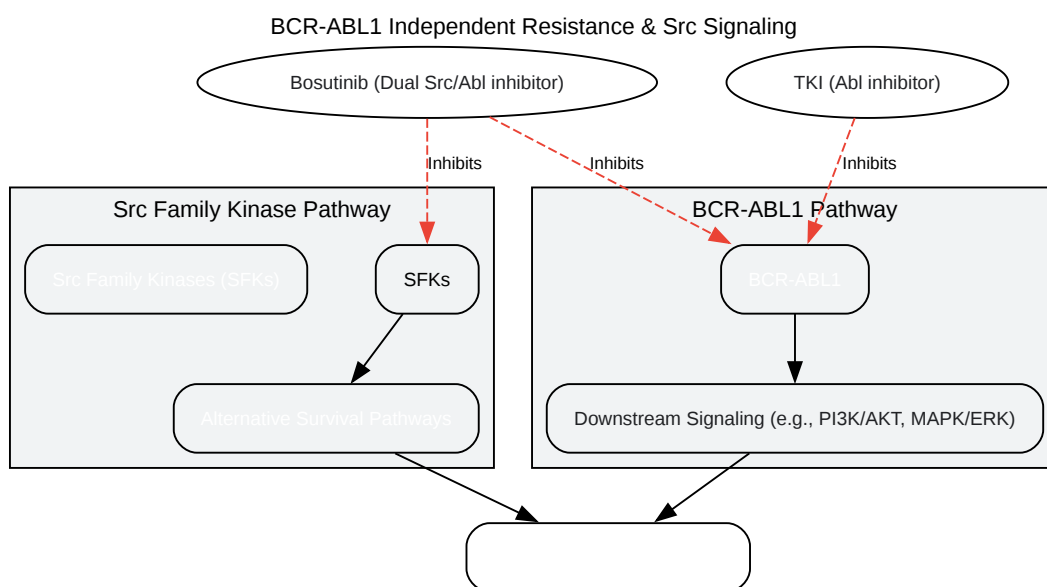 BCR-ABL1 Independent Resistance & Src Signaling
Bosutinib (Dual Src/Abl inhibitor)
TKI (Abl inhibitor)
Inhibits
Inhibits
Inhibits
Src Family Kinase Pathway
BCR-ABL1 Pathway
Src Family Kinases (SFKs)
SFKs
BCR-ABL1
Alternative Survival Pathways
Downstream Signaling (e.g., PI3K/AKT, MAPK/ERK)